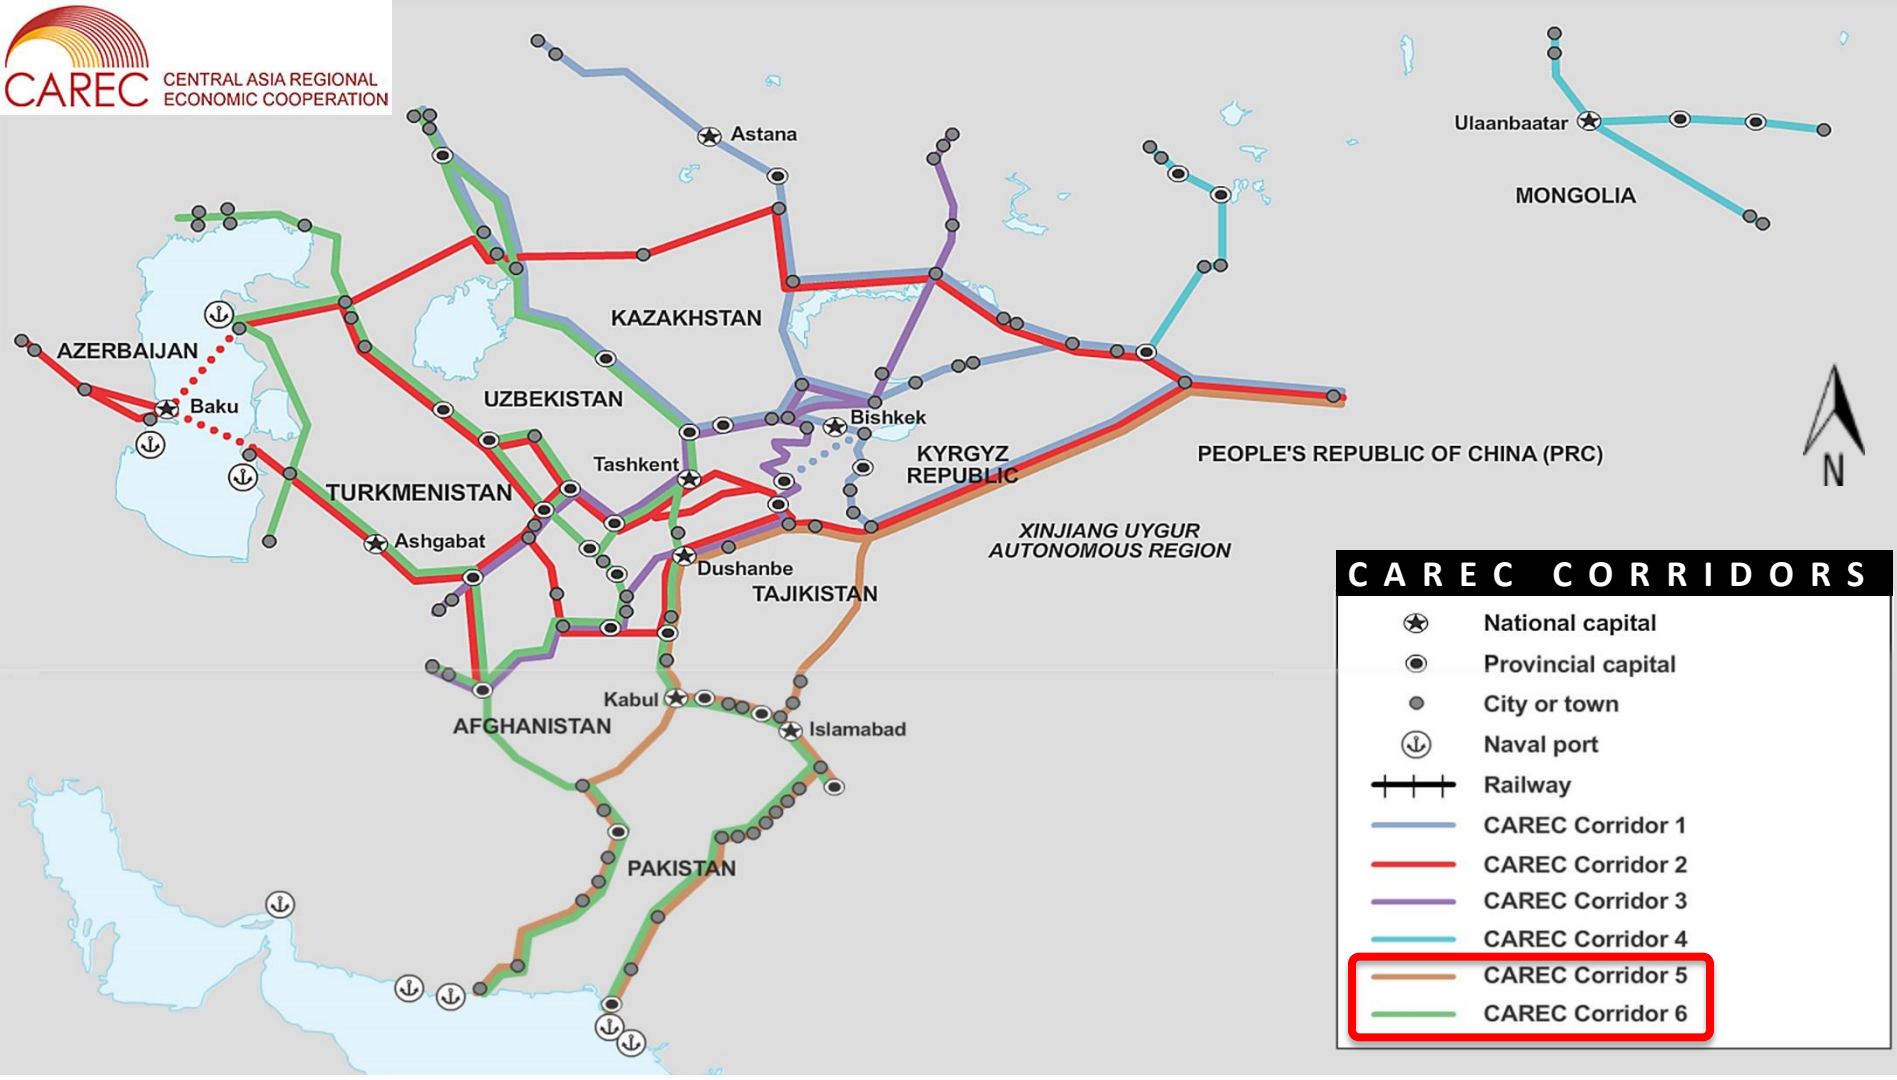 CAREC
CENTRAL ASIA REGIONAL
ECONOMIC COOPERATION
Astana
Ulaanbaatar
MONGOLIA
KAZAKHSTAN
AZERBAIJAN
Baku
UZBEKISTAN
Bishkek
KYRGYZ
REPUBLIC
PEOPLE'S REPUBLIC OF CHINA (PRC)
N
Tashkent
TURKMENISTAN
Ashgabat
XINJIANG UYGUR
AUTONOMOUS REGION
Dushanbe
TAJIKISTAN
Kabul
AFGHANISTAN
Islamabad
PAKISTAN
CAREC CORRIDORS
National capital
Provincial capital
City or town
Naval port
Railway
CAREC Corridor 1
CAREC Corridor 2
CAREC Corridor 3
CAREC Corridor 4
CAREC Corridor 5
CAREC Corridor 6